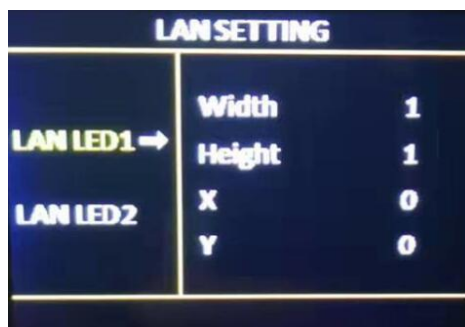 LAN SETTING
LAN LED1 →
LAN LED2
Width 1
Height 1
X 0
Y 0